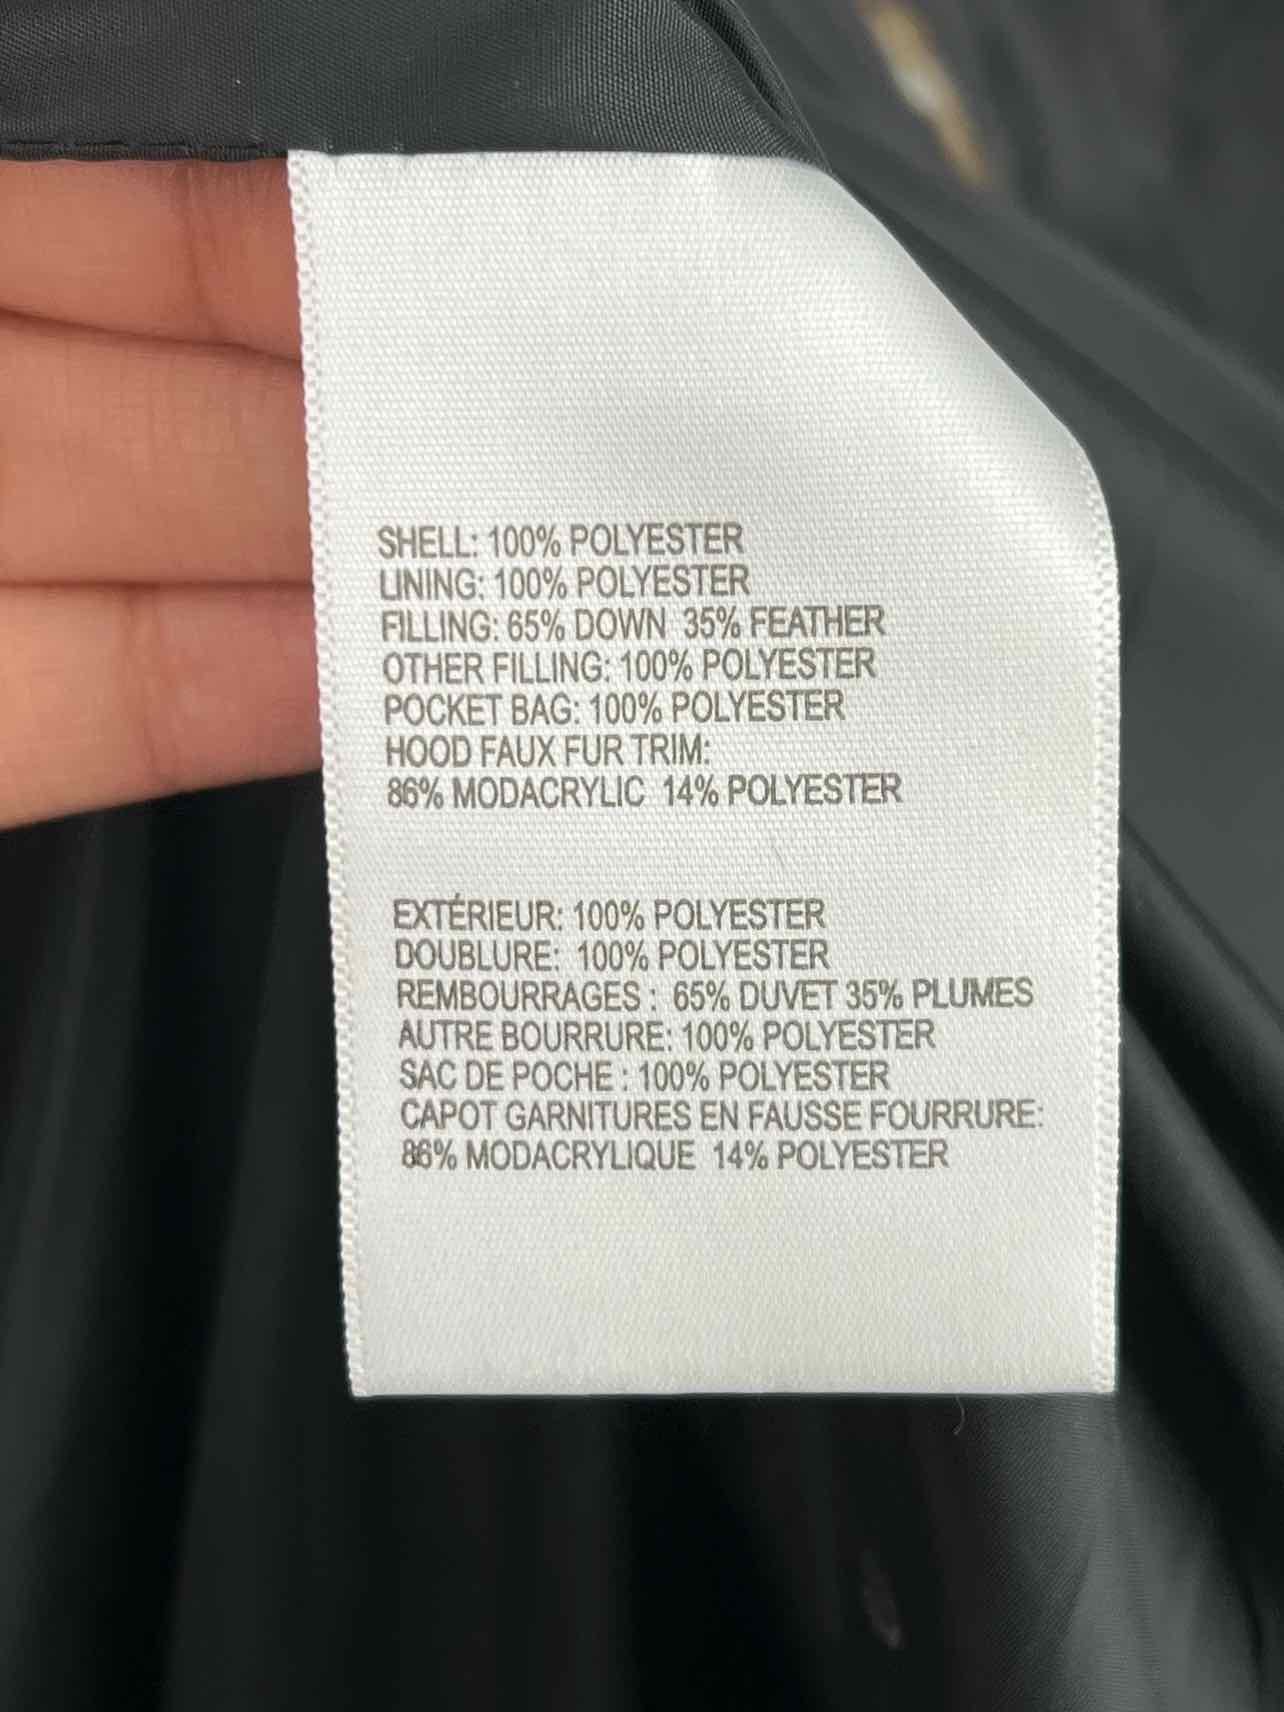 SHELL: 100% POLYESTER
LINING: 100% POLYESTER
FILLING: 65% DOWN 35% FEATHER
OTHER FILLING: 100% POLYESTER
POCKET BAG: 100% POLYESTER
HOOD FAUX FUR TRIM:
86% MODACRYLIC 14% POLYESTER
EXTÉRIEUR: 100% POLYESTER
DOUBLURE: 100% POLYESTER
REMBOURRAGES : 65% DUVET 35% PLUMES
AUTRE BOURRURE: 100% POLYESTER
SAC DE POCHE : 100% POLYESTER
CAPOT GARNITURES EN FAUSSE FOURRURE:
86% MODACRYLIQUE 14% POLYESTER